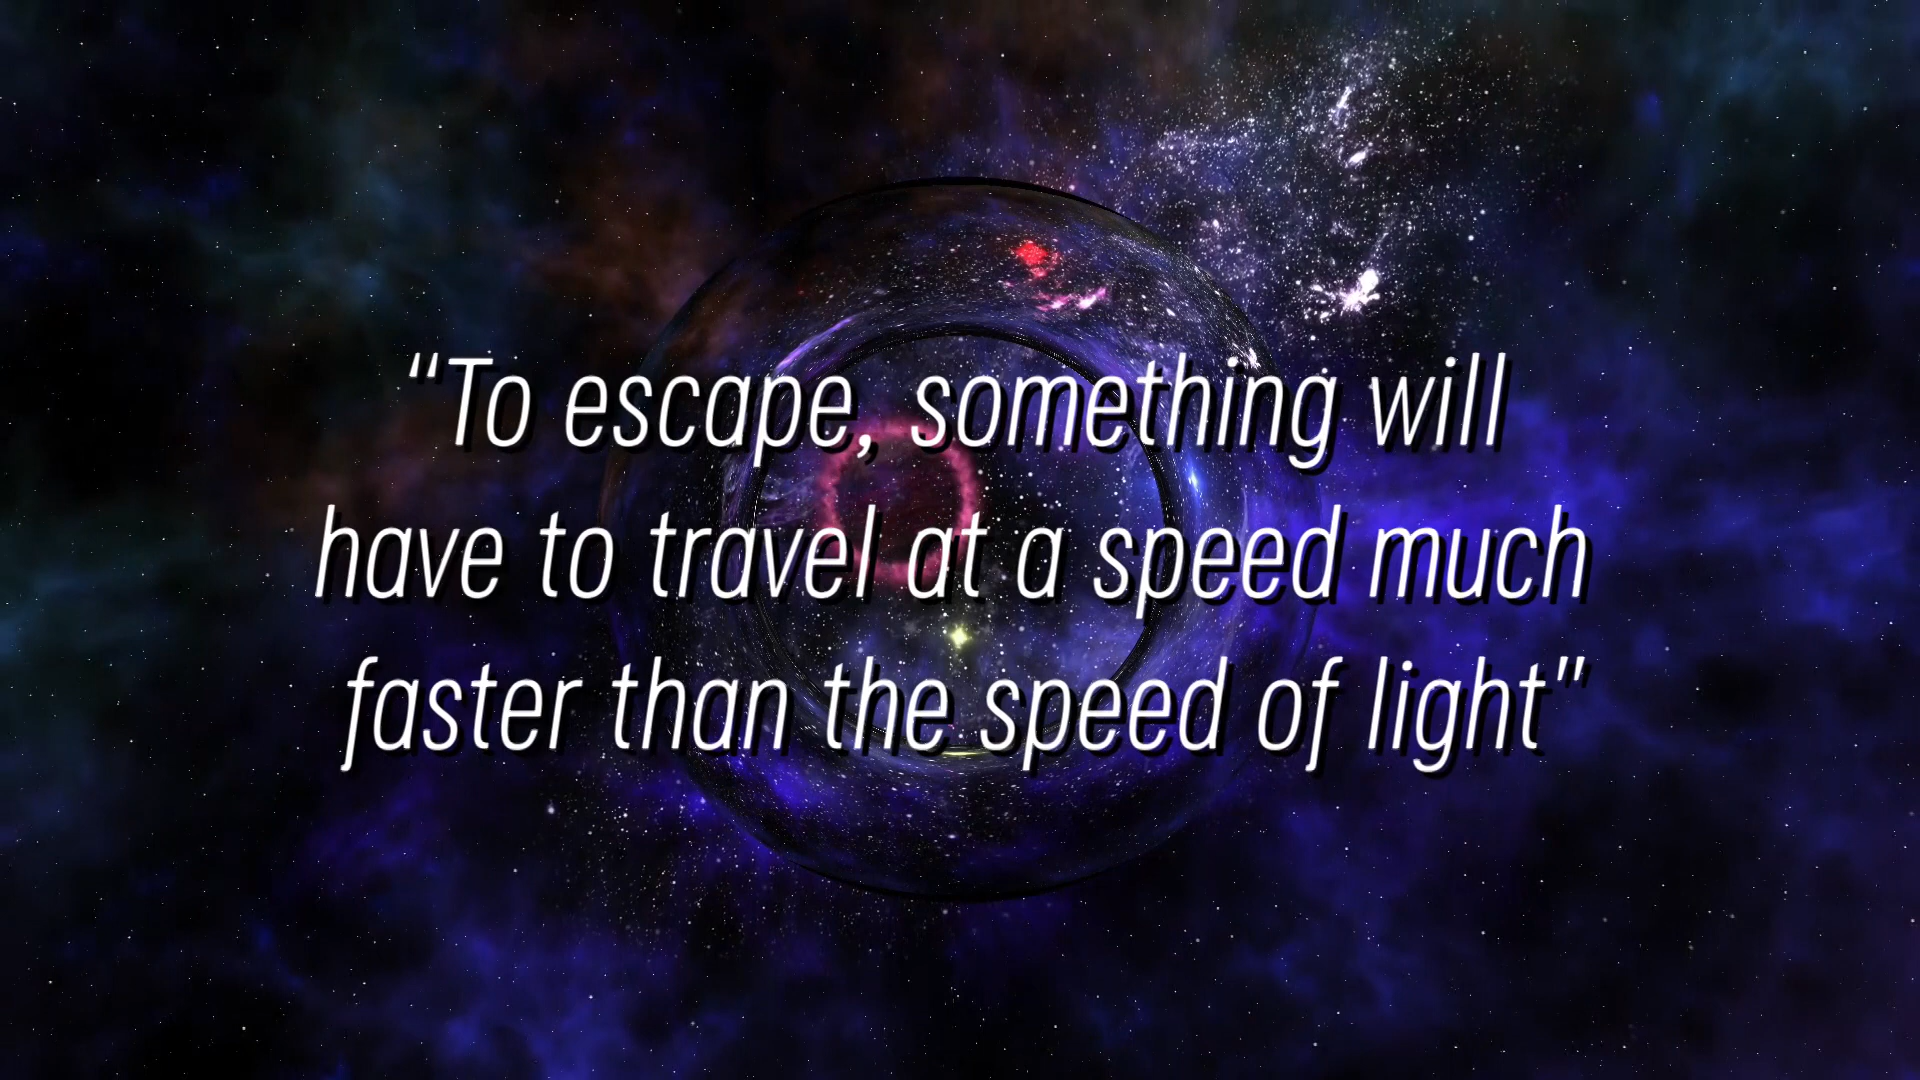 “To escape, something will
have to travel at a speed much
faster than the speed of light”